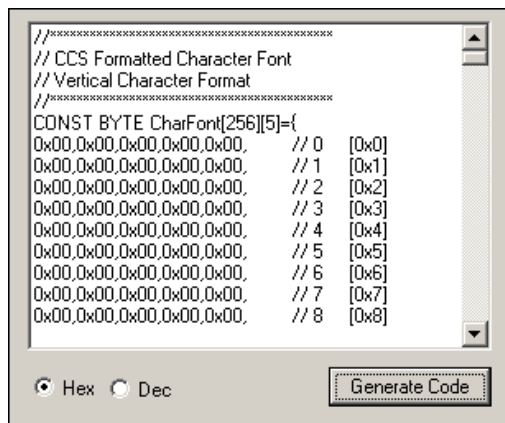 //******************************************
// CCS Formatted Character Font
// Vertical Character Format
//******************************************
CONST BYTE CharFont[256][5]={
0x00,0x00,0x00,0x00,0x00, // 0 [0x0]
0x00,0x00,0x00,0x00,0x00, // 1 [0x1]
0x00,0x00,0x00,0x00,0x00, // 2 [0x2]
0x00,0x00,0x00,0x00,0x00, // 3 [0x3]
0x00,0x00,0x00,0x00,0x00, // 4 [0x4]
0x00,0x00,0x00,0x00,0x00, // 5 [0x5]
0x00,0x00,0x00,0x00,0x00, // 6 [0x6]
0x00,0x00,0x00,0x00,0x00, // 7 [0x7]
0x00,0x00,0x00,0x00,0x00, // 8 [0x8]
Hex Dec Generate Code